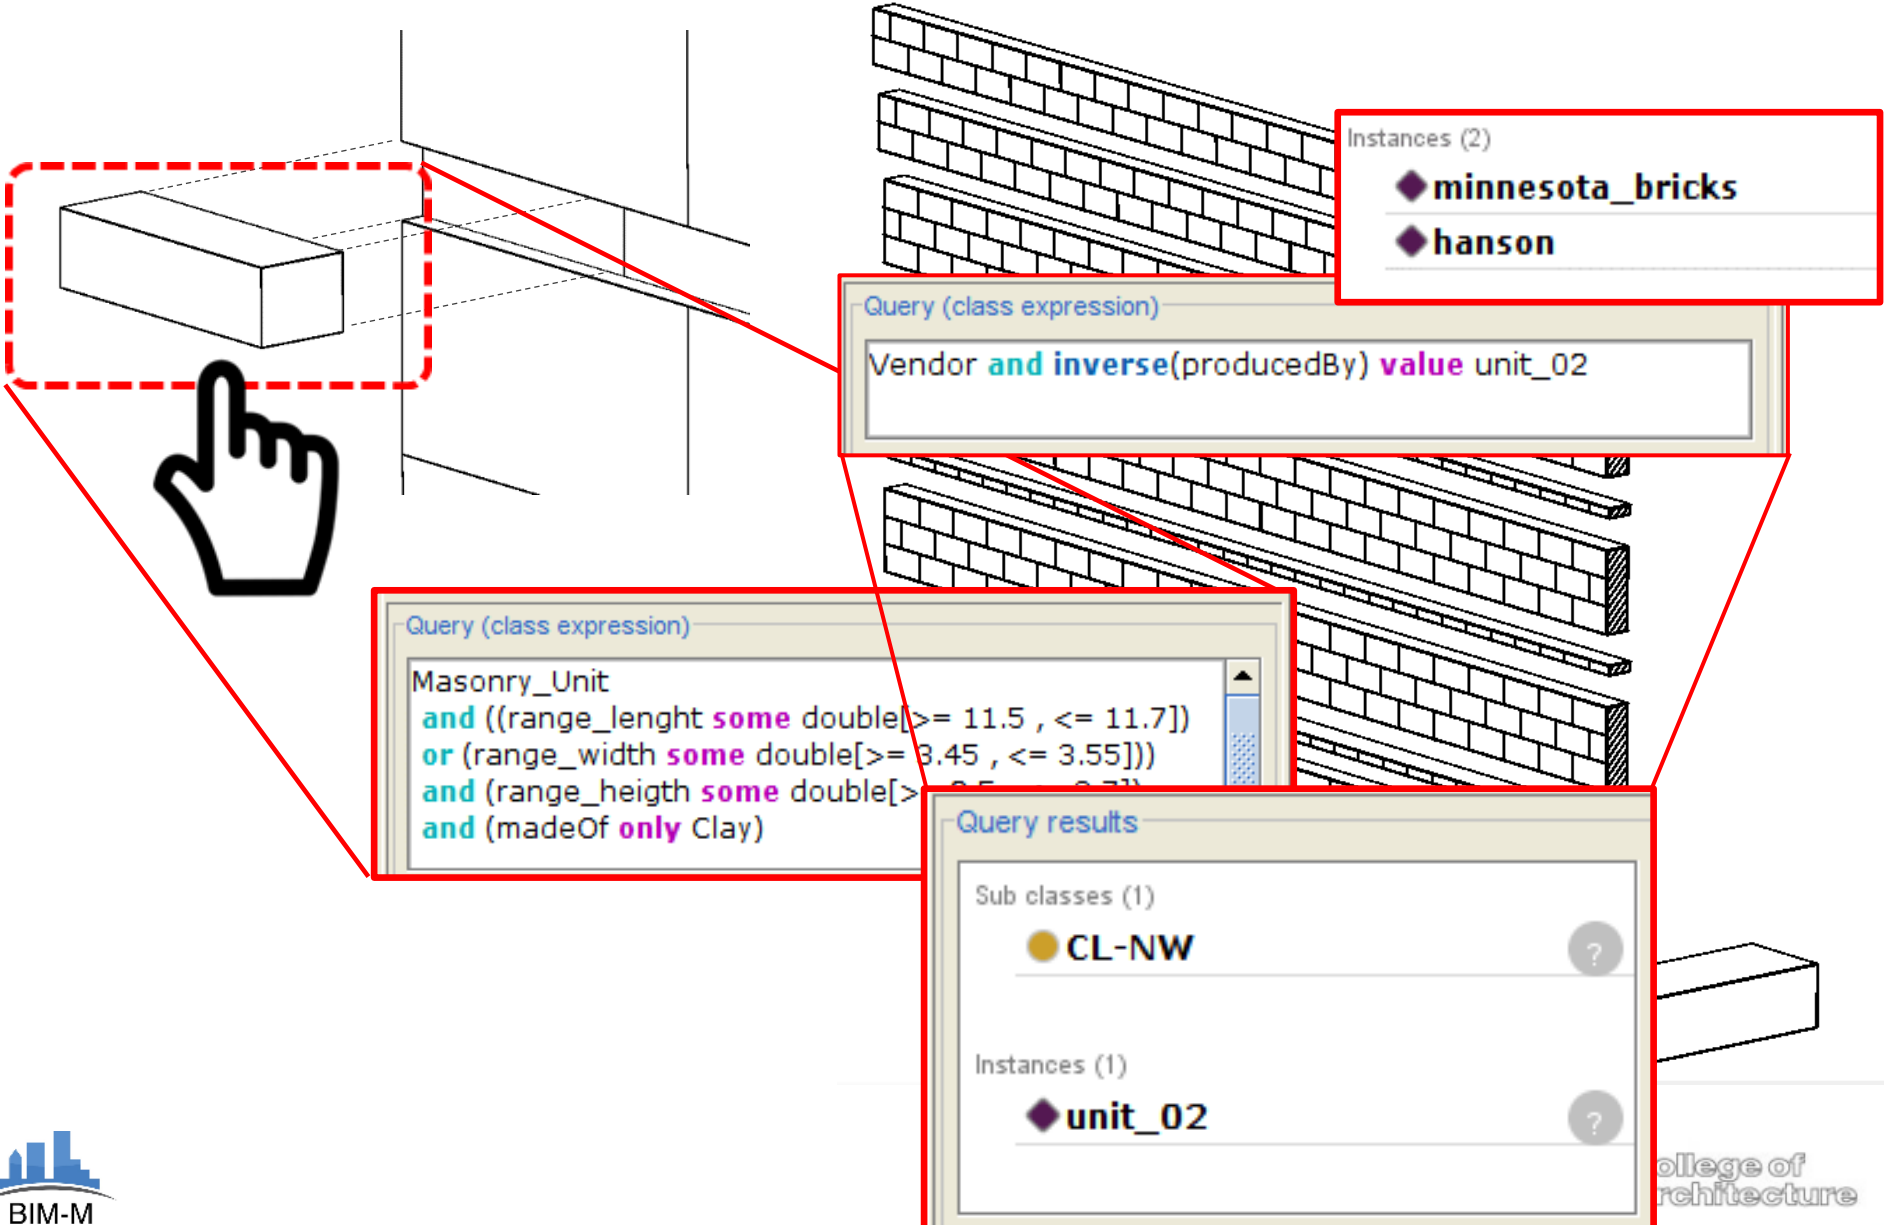 Instances (2)
minnesota_bricks
hanson
Query (class expression)
Vendor and inverse(producedBy) value unit_02
Query (class expression)
Masonry_Unit
and ((range_lenght some double[>= 11.5 , <= 11.7])
or (range_width some double[>= 3.45 , <= 3.55]))
and (range_heigth some double[>
and (madeOf only Clay)
Query results
Sub classes (1)
CL-NW
?
Instances (1)
unit_02
?
BIM-M
ollege of
rchitecture